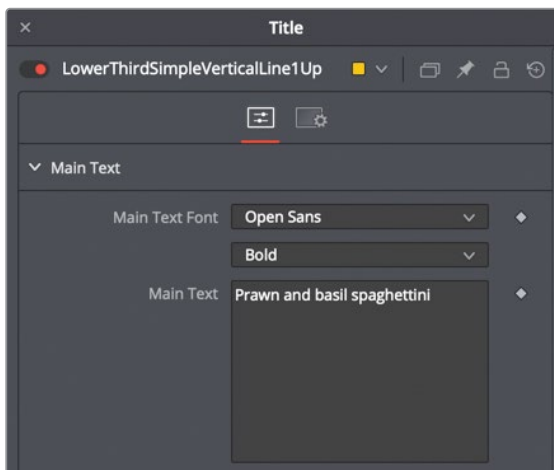 Title
LowerThirdSimpleVerticalLine1Up
Main Text
Main Text Font Open Sans
Bold
Main Text Prawn and basil spaghettini